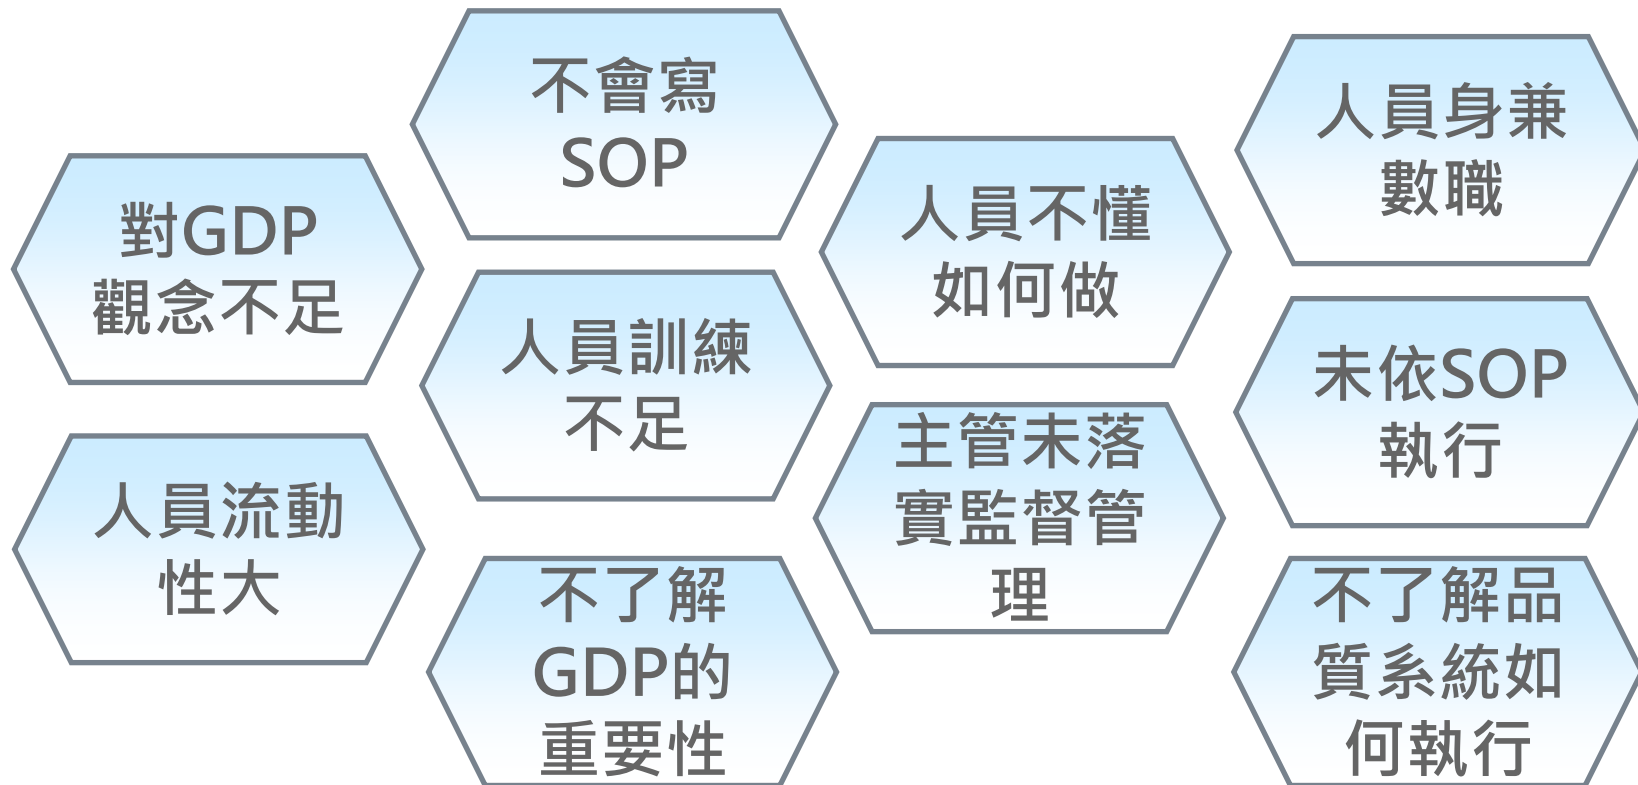 對GDP
觀念不足
人員流動
性大
不會寫
SOP
人員訓練
不足
不了解
GDP的
重要性
人員不懂
如何做
主管未落
實監督管
理
人員身兼
數職
未依SOP
執行
不了解品
質系統如
何執行